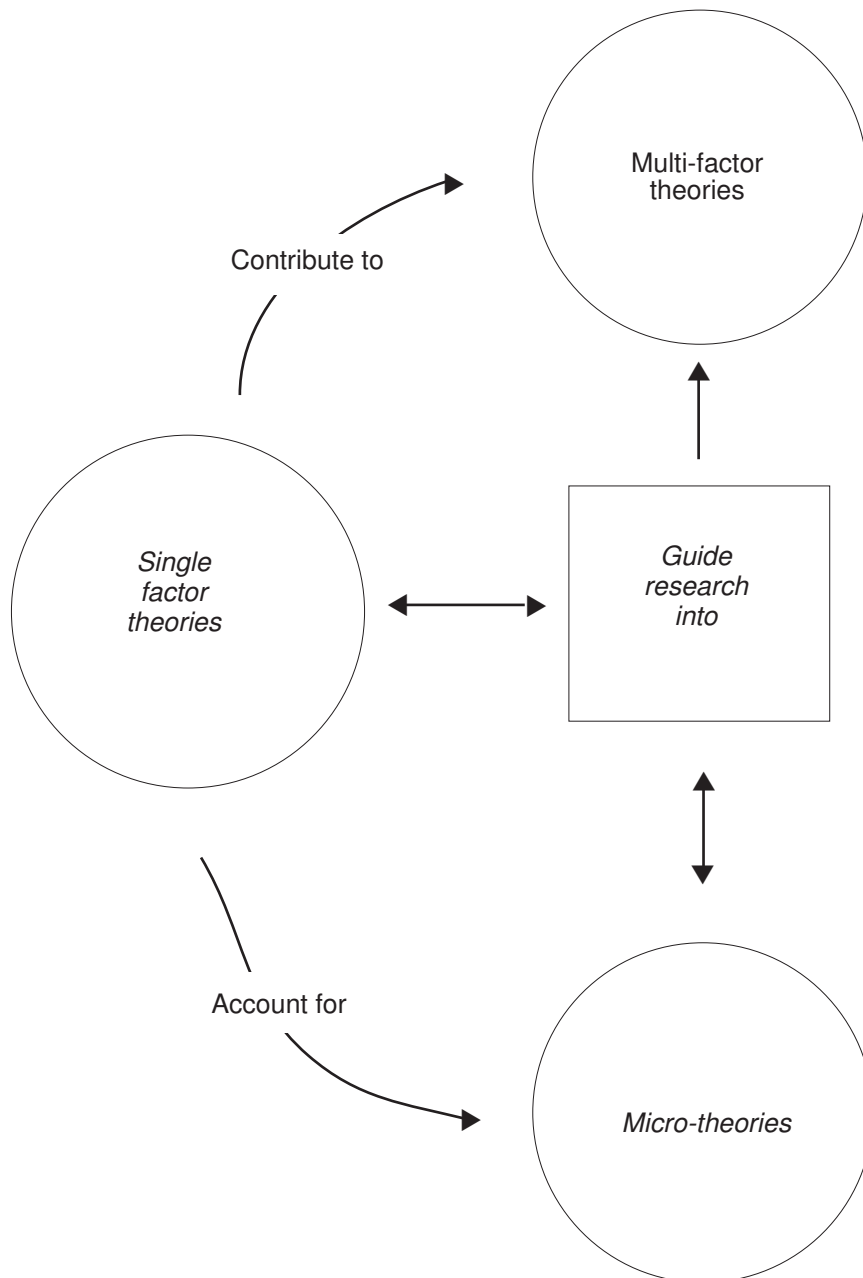 Multi-factor
theories
Contribute to
Single
factor
theories
Guide
research
into
Account for
Micro-theories